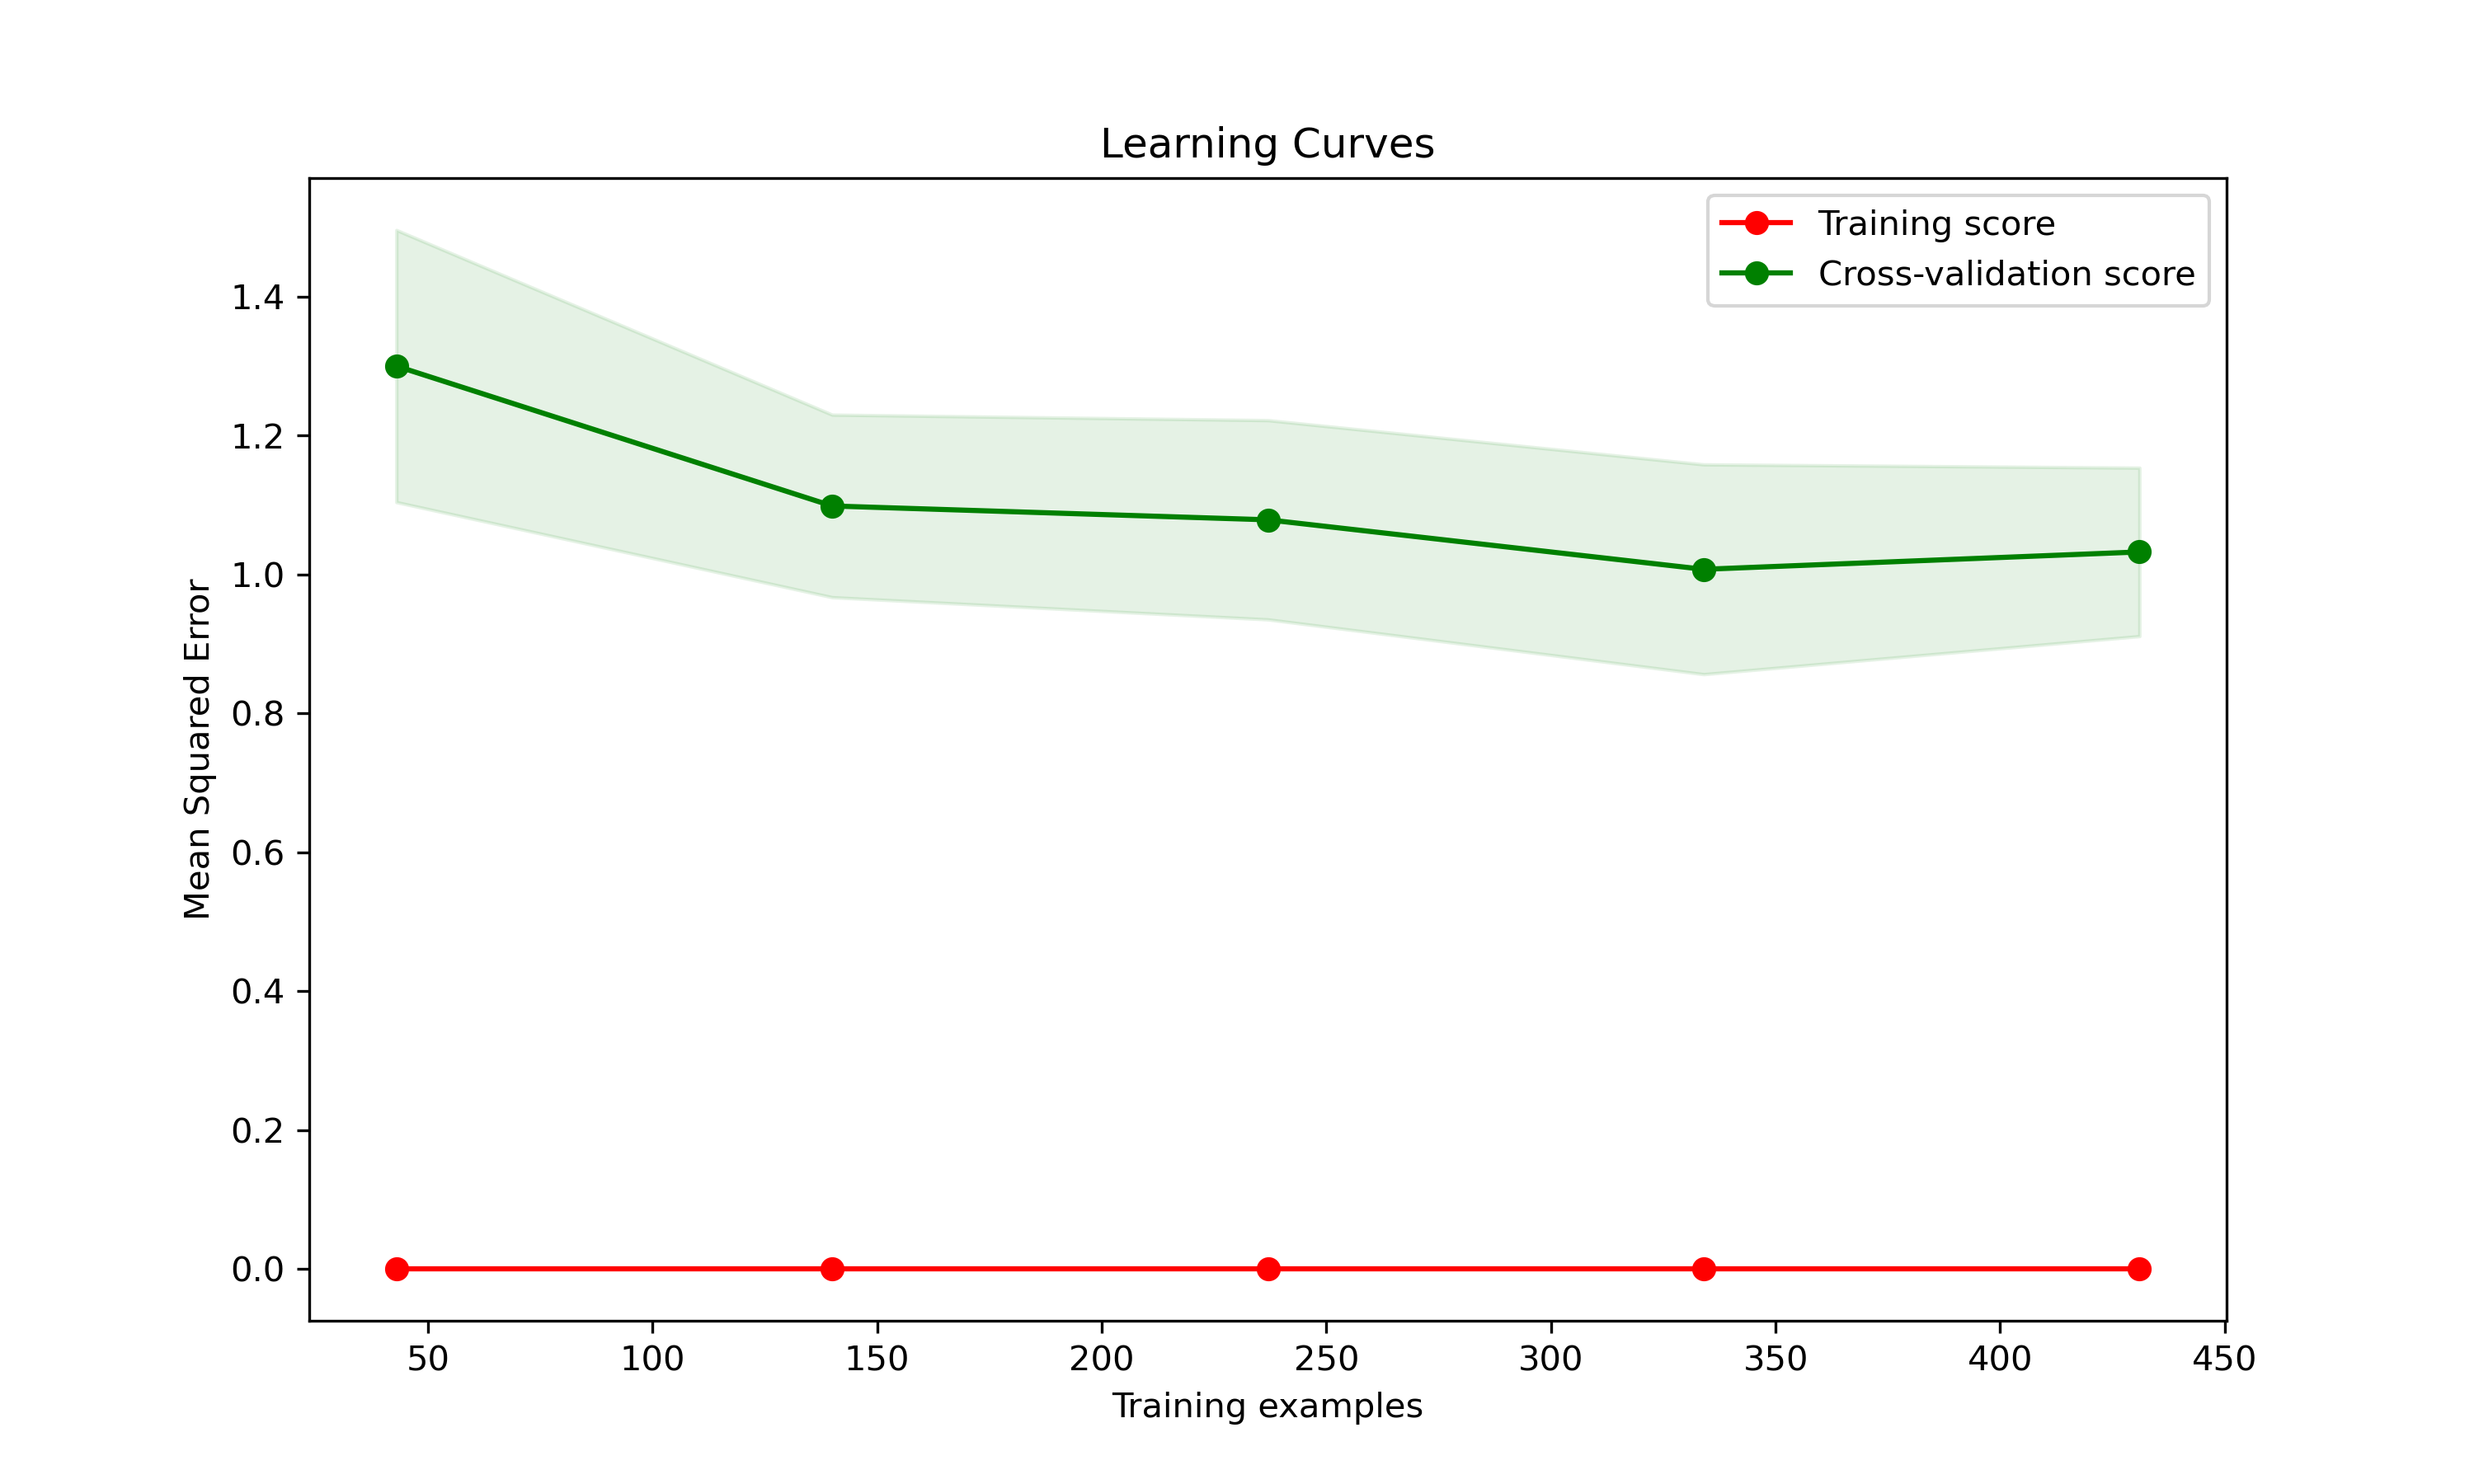 Learning Curves
Training score
Cross-validation score
Mean Squared Error
1.4
1.2
1.0
0.8
0.6
0.4
0.2
0.0
50 100 150 200 250 300 350 400 450
Training examples